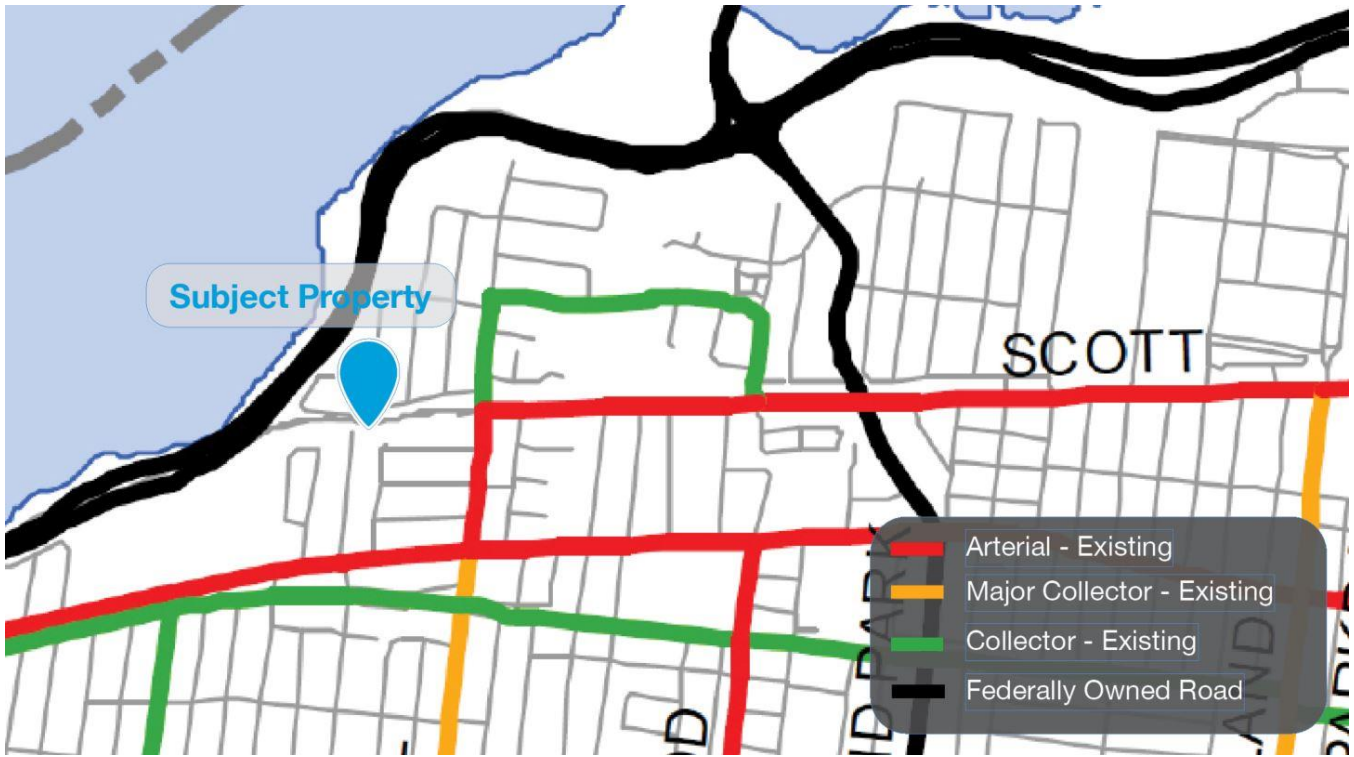 Subject Property
SCOTT
Arterial - Existing
Major Collector - Existing
Collector - Existing
Federally Owned Road